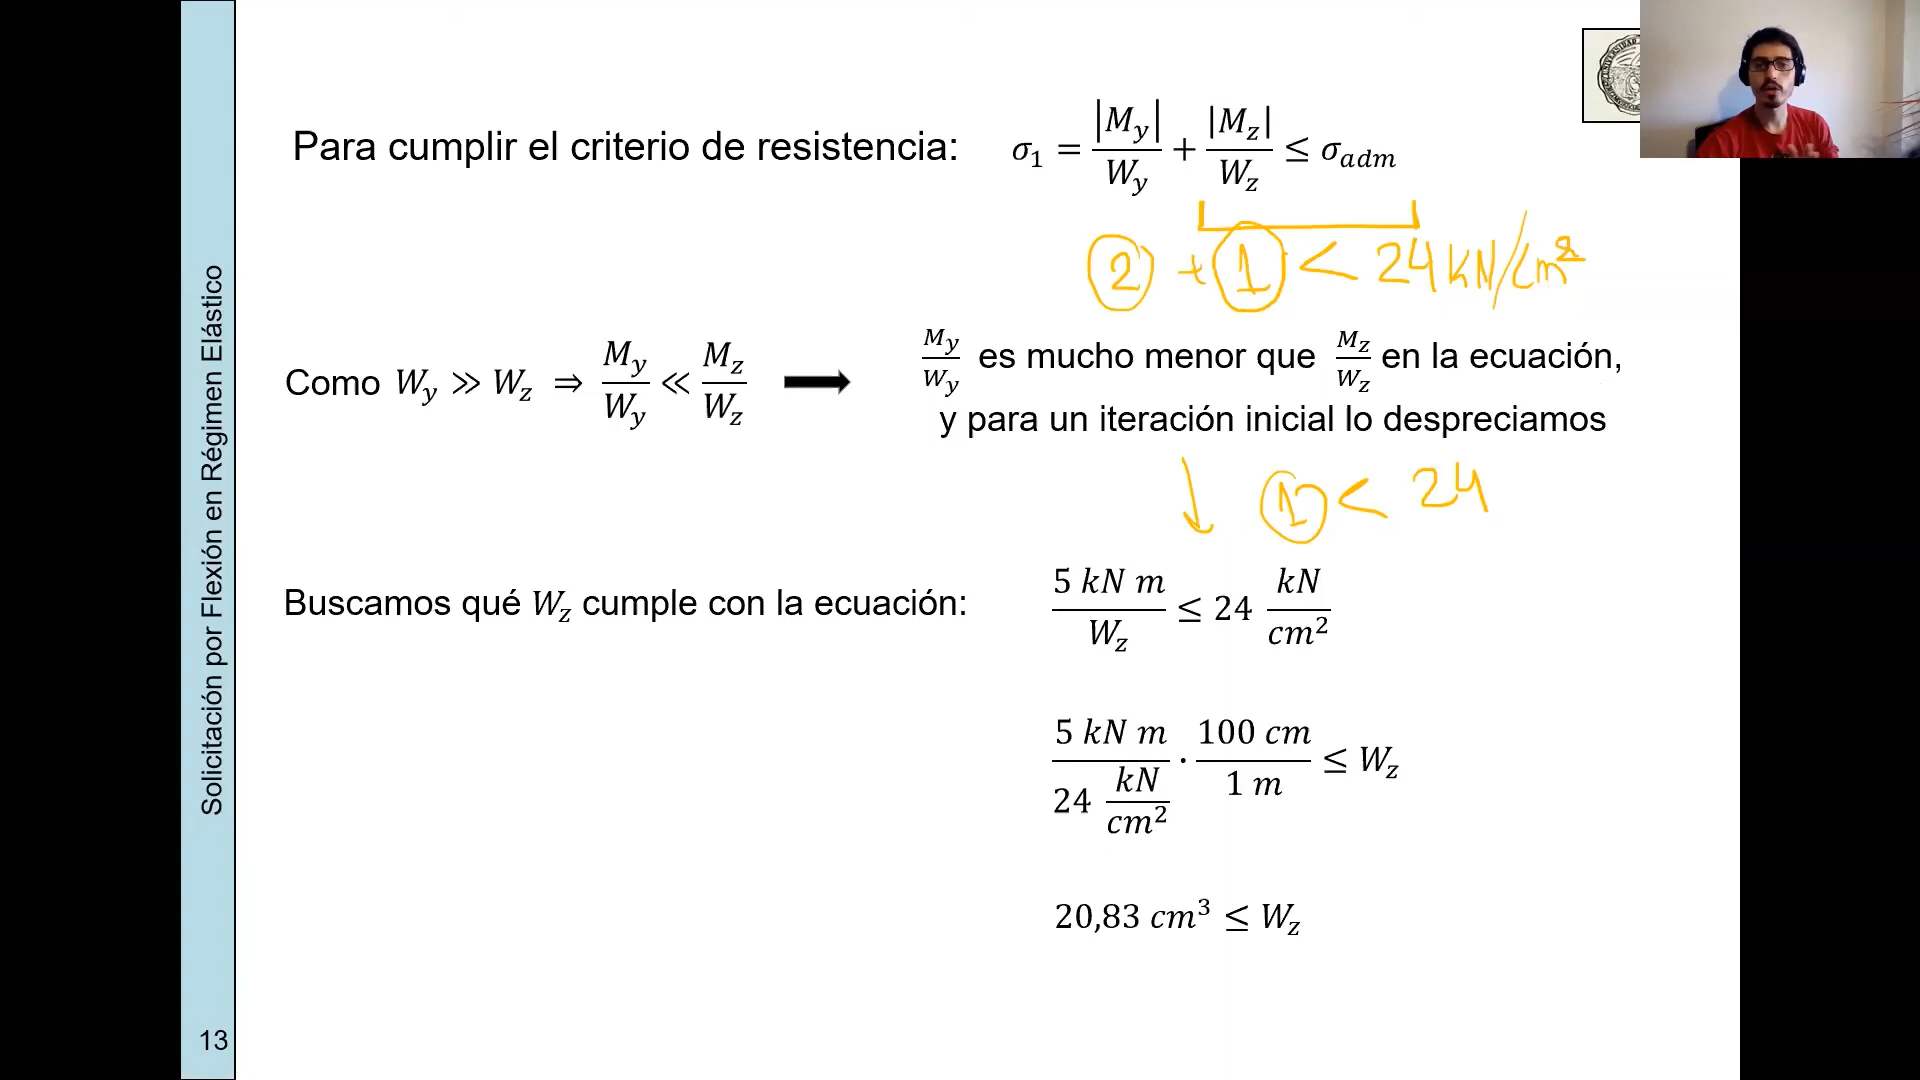 Solicitación por Flexión en Régimen Elástico
13
Para cumplir el criterio de resistencia: σ₁ = |M_y|/W_y + |M_z|/W_z ≤ σ_adm
② + ① < 24 kN/cm²
Como W_y ≫ W_z ⇒ M_y/W_y ≪ M_z/W_z
M_y/W_y es mucho menor que M_z/W_z en la ecuación,
y para un iteración inicial lo despreciamos
↓ ① < 24
Buscamos qué W_z cumple con la ecuación: 5 kN m/W_z ≤ 24 kN/cm²
5 kN m/(24 kN/cm²) · 100 cm/1 m ≤ W_z
20,83 cm³ ≤ W_z